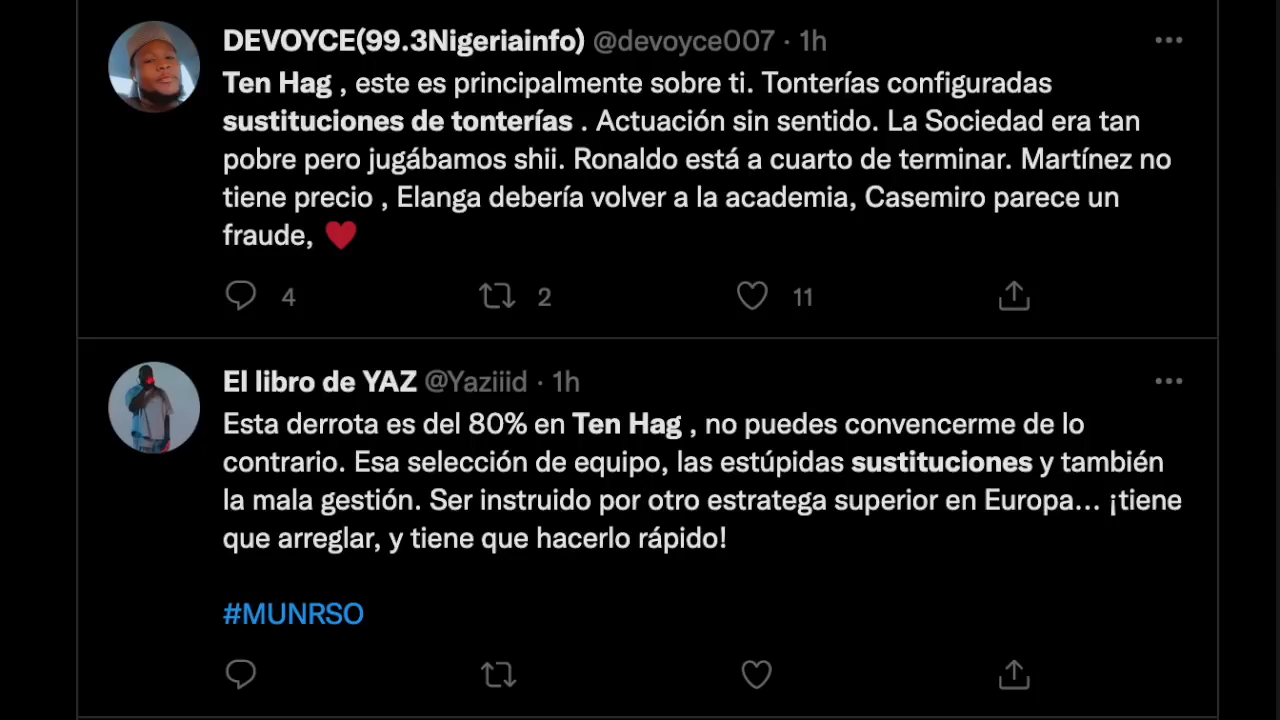 DEVOYCE(99.3Nigeriainfo) @devoyce007 · 1h
Ten Hag , este es principalmente sobre ti. Tonterías configuradas
sustituciones de tonterías . Actuación sin sentido. La Sociedad era tan
pobre pero jugábamos shii. Ronaldo está a cuarto de terminar. Martínez no
tiene precio , Elanga debería volver a la academia, Casemiro parece un
fraude, ♥
4 2 11
El libro de YAZ @Yaziiid · 1h
Esta derrota es del 80% en Ten Hag , no puedes convencerme de lo
contrario. Esa selección de equipo, las estúpidas sustituciones y también
la mala gestión. Ser instruido por otro estratega superior en Europa... ¡tiene
que arreglar, y tiene que hacerlo rápido!
#MUNRSO